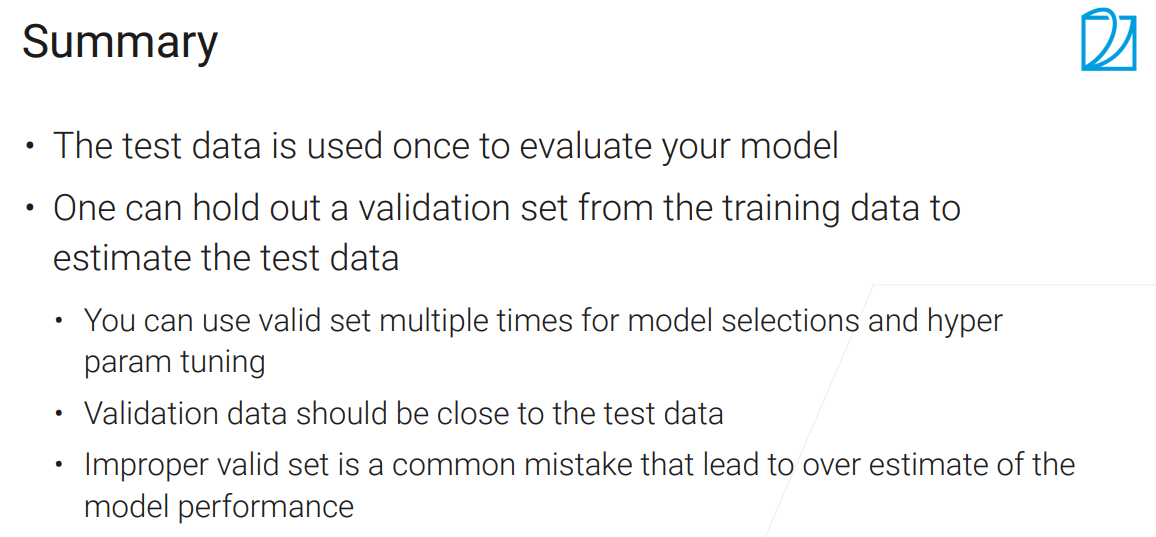 Summary
• The test data is used once to evaluate your model
• One can hold out a validation set from the training data to
estimate the test data
• You can use valid set multiple times for model selections and hyper
param tuning
• Validation data should be close to the test data
• Improper valid set is a common mistake that lead to over estimate of the
model performance